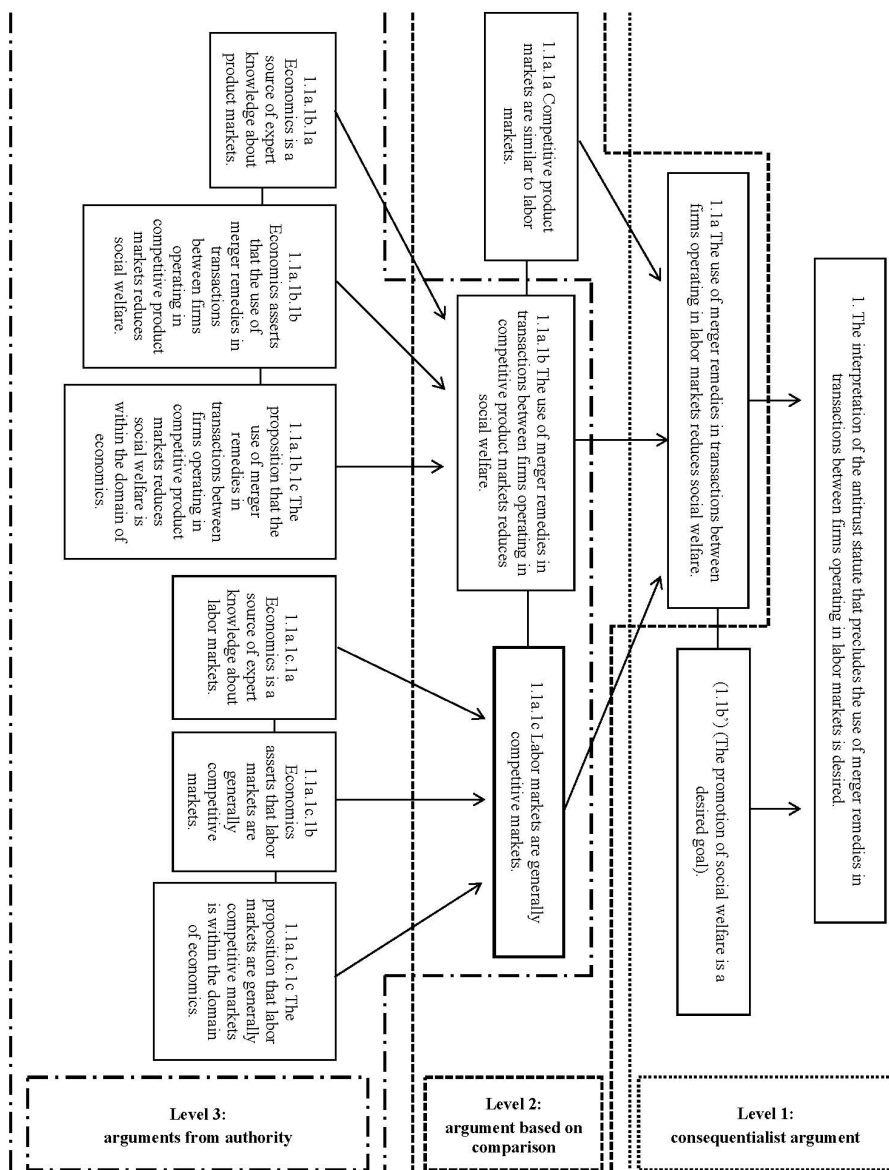 1. The interpretation of the antitrust statute that precludes the use of merger remedies in
transactions between firms operating in labor markets is desired.
1.1a The use of merger remedies in transactions between
firms operating in labor markets reduces social welfare.
(1.1b’) (The promotion of social welfare is a
desired goal).
Level 1:
consequentialist argument
1.1a.1a Competitive product
markets are similar to labor
markets.
1.1a.1b The use of merger remedies in
transactions between firms operating in
competitive product markets reduces
social welfare.
1.1a.1c Labor markets are generally
competitive markets.
Level 2:
argument based on
comparison
1.1a.1b.1a
Economics is a
source of expert
knowledge about
product markets.
1.1a.1b.1b
Economics asserts
that the use of
merger remedies in
transactions
between firms
operating in
competitive product
markets reduces
social welfare.
1.1a.1b.1c The
proposition that the
use of merger
remedies in
transactions between
firms operating in
competitive product
markets reduces
social welfare is
within the domain of
economics.
1.1a.1c.1a
Economics is a
source of expert
knowledge about
labor markets.
1.1a.1c.1b
Economics
asserts that labor
markets are
generally
competitive
markets.
1.1a.1c.1c The
proposition that labor
markets are generally
competitive markets
is within the domain
of economics.
Level 3:
arguments from authority